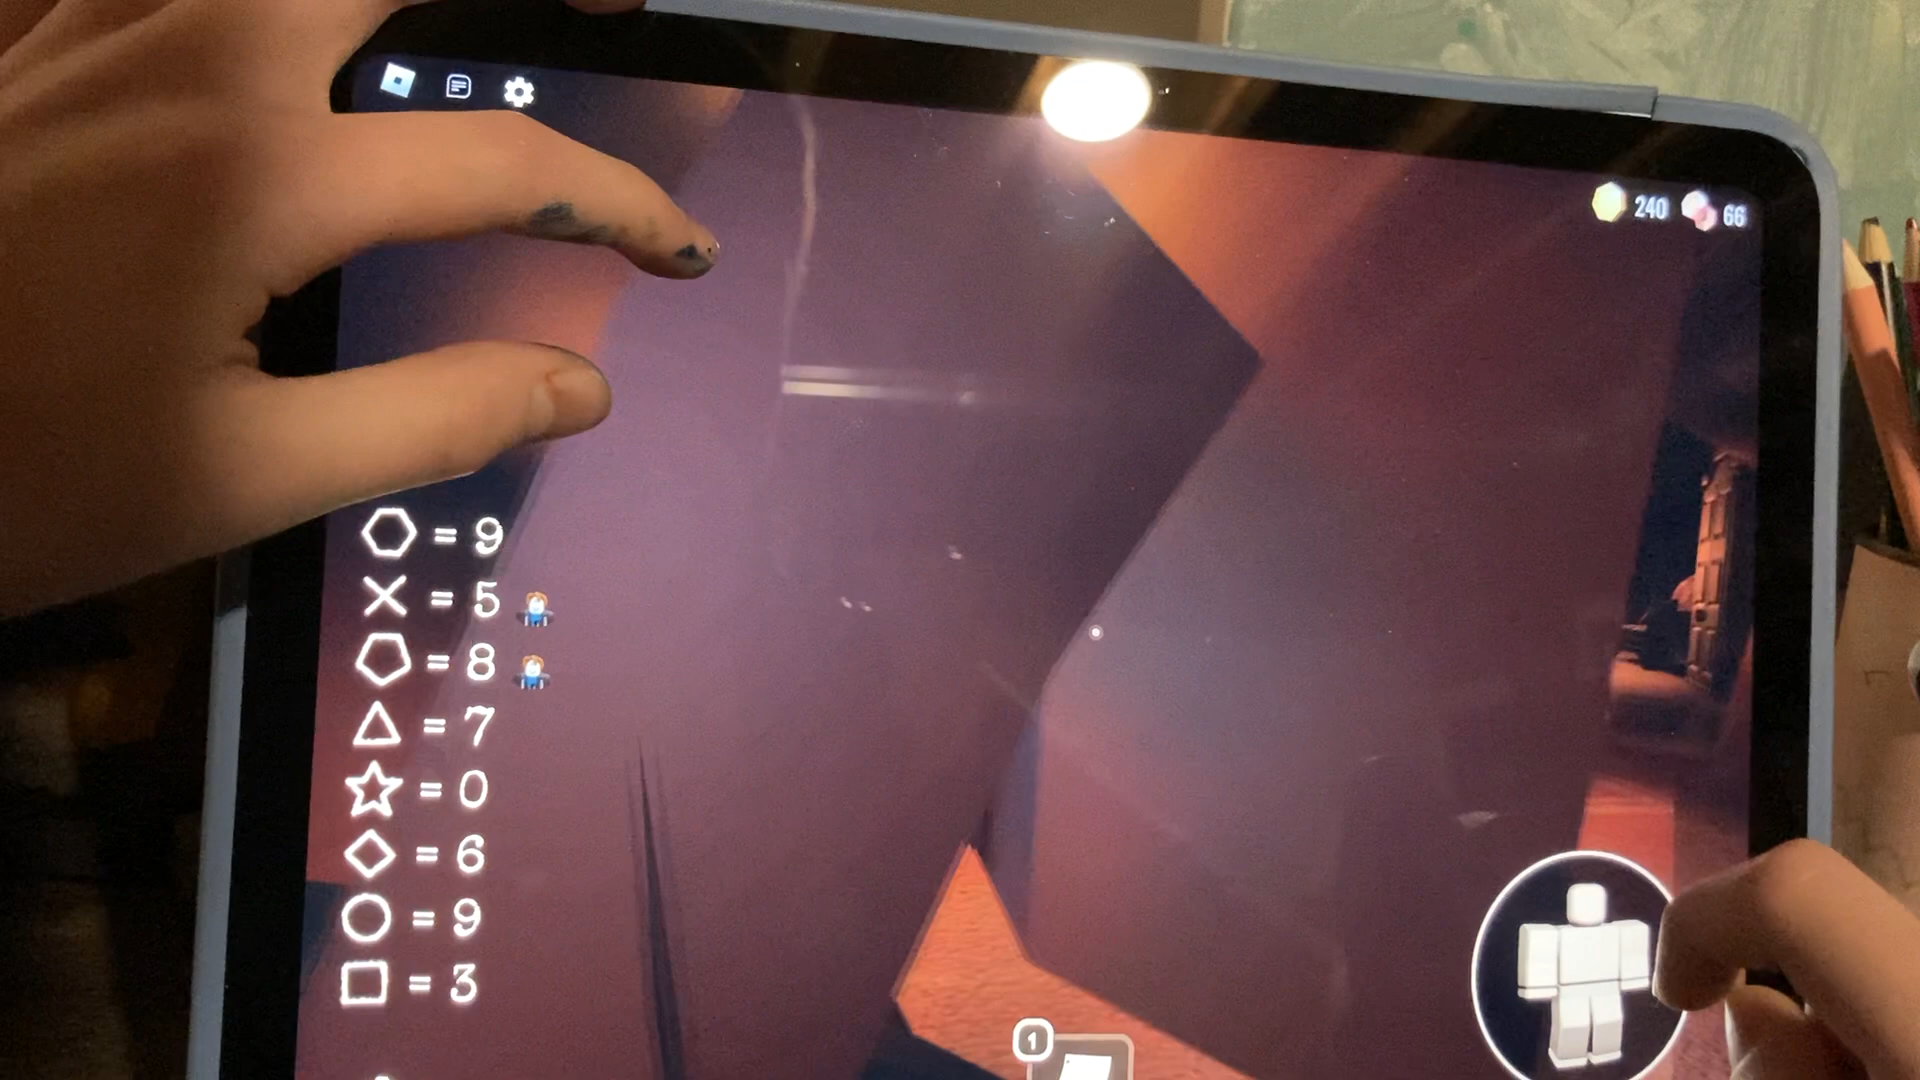 240 66
⬡ = 9
✕ = 5
⬠ = 8
△ = 7
☆ = 0
◇ = 6
○ = 9
□ = 3
1